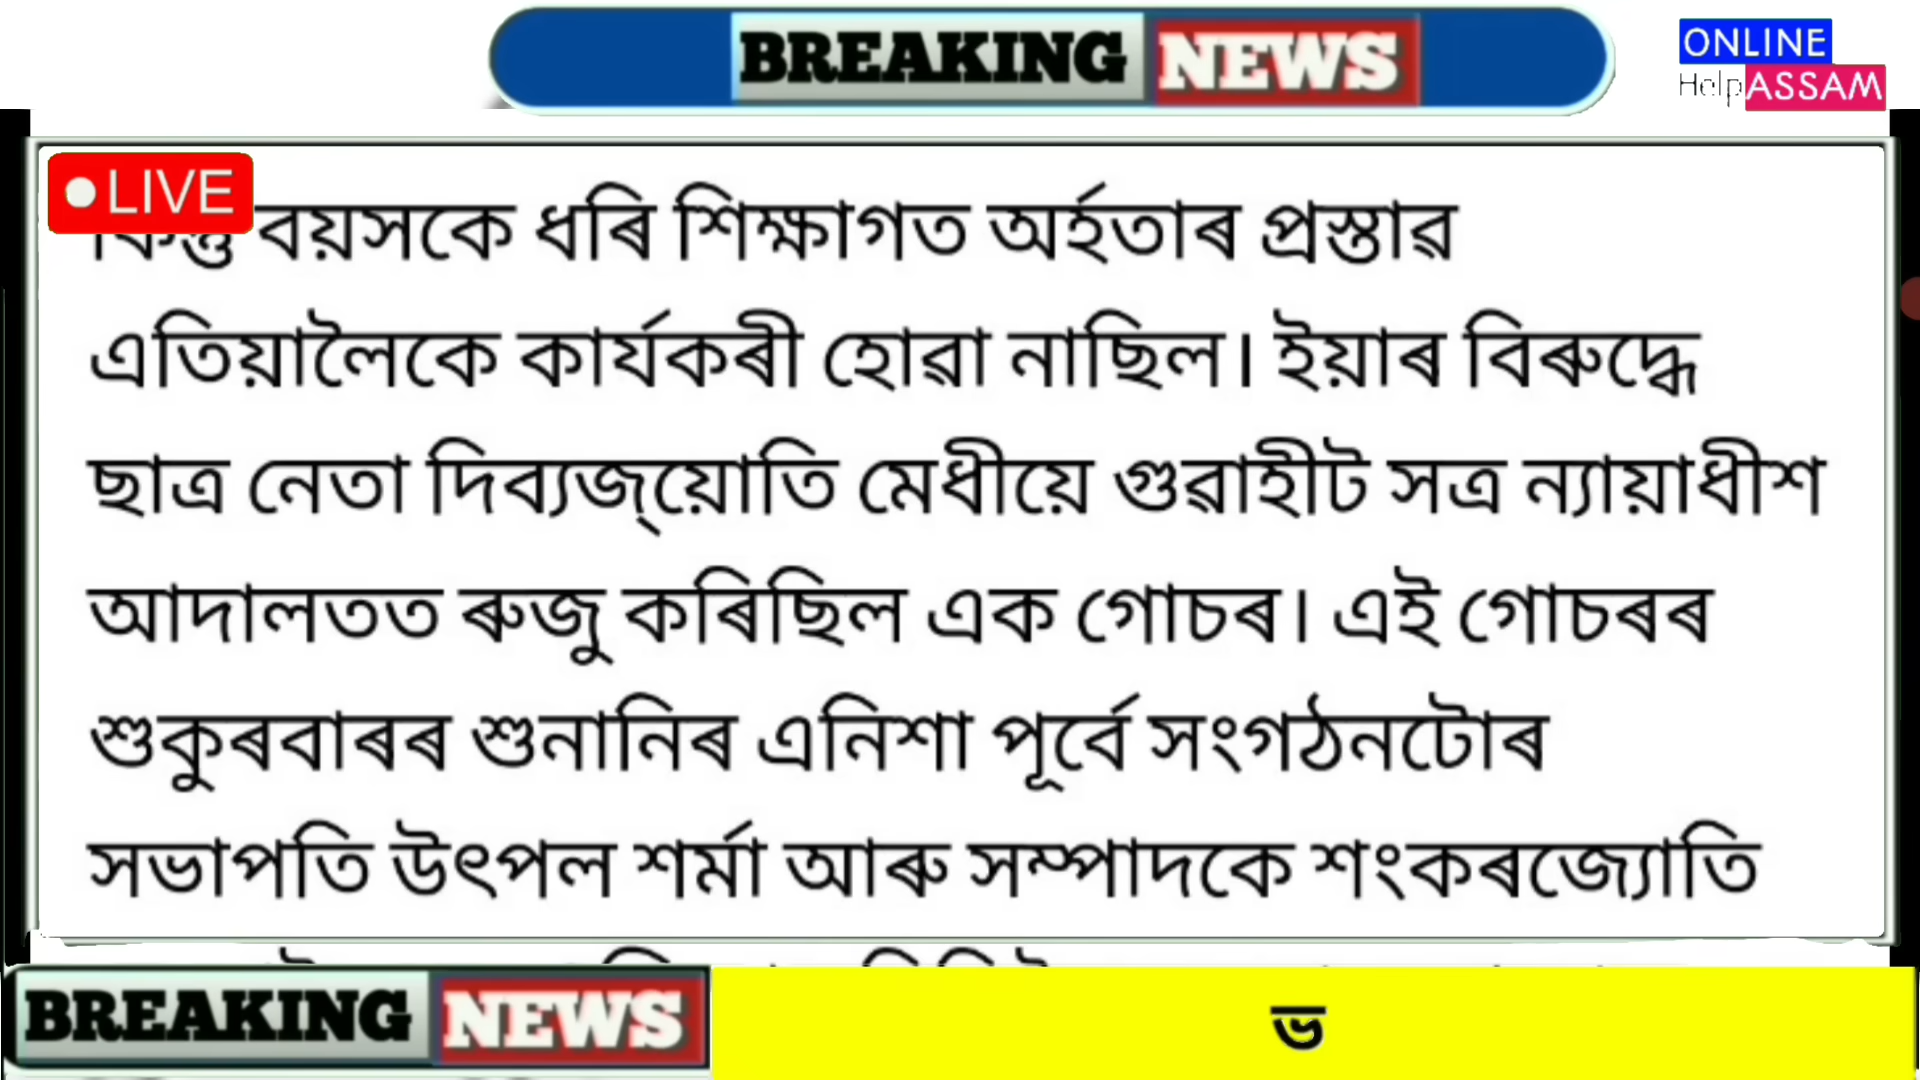 BREAKING NEWS
ONLINE
Help ASSAM
LIVE
কিন্তু বয়সকে ধৰি শিক্ষাগত অৰ্হতাৰ প্ৰস্তাৱ
এতিয়ালৈকে কাৰ্যকৰী হোৱা নাছিল। ইয়াৰ বিৰুদ্ধে
ছাত্ৰ নেতা দিব্যজ্‌য়োতি মেধীয়ে গুৱাহীট সত্ৰ ন্যায়াধীশ
আদালতত ৰুজু কৰিছিল এক গোচৰ। এই গোচৰৰ
শুকুৰবাৰৰ শুনানিৰ এনিশা পূৰ্বে সংগঠনটোৰ
সভাপতি উৎপল শৰ্মা আৰু সম্পাদকে শংকৰজ্যোতি
BREAKING NEWS
ভ